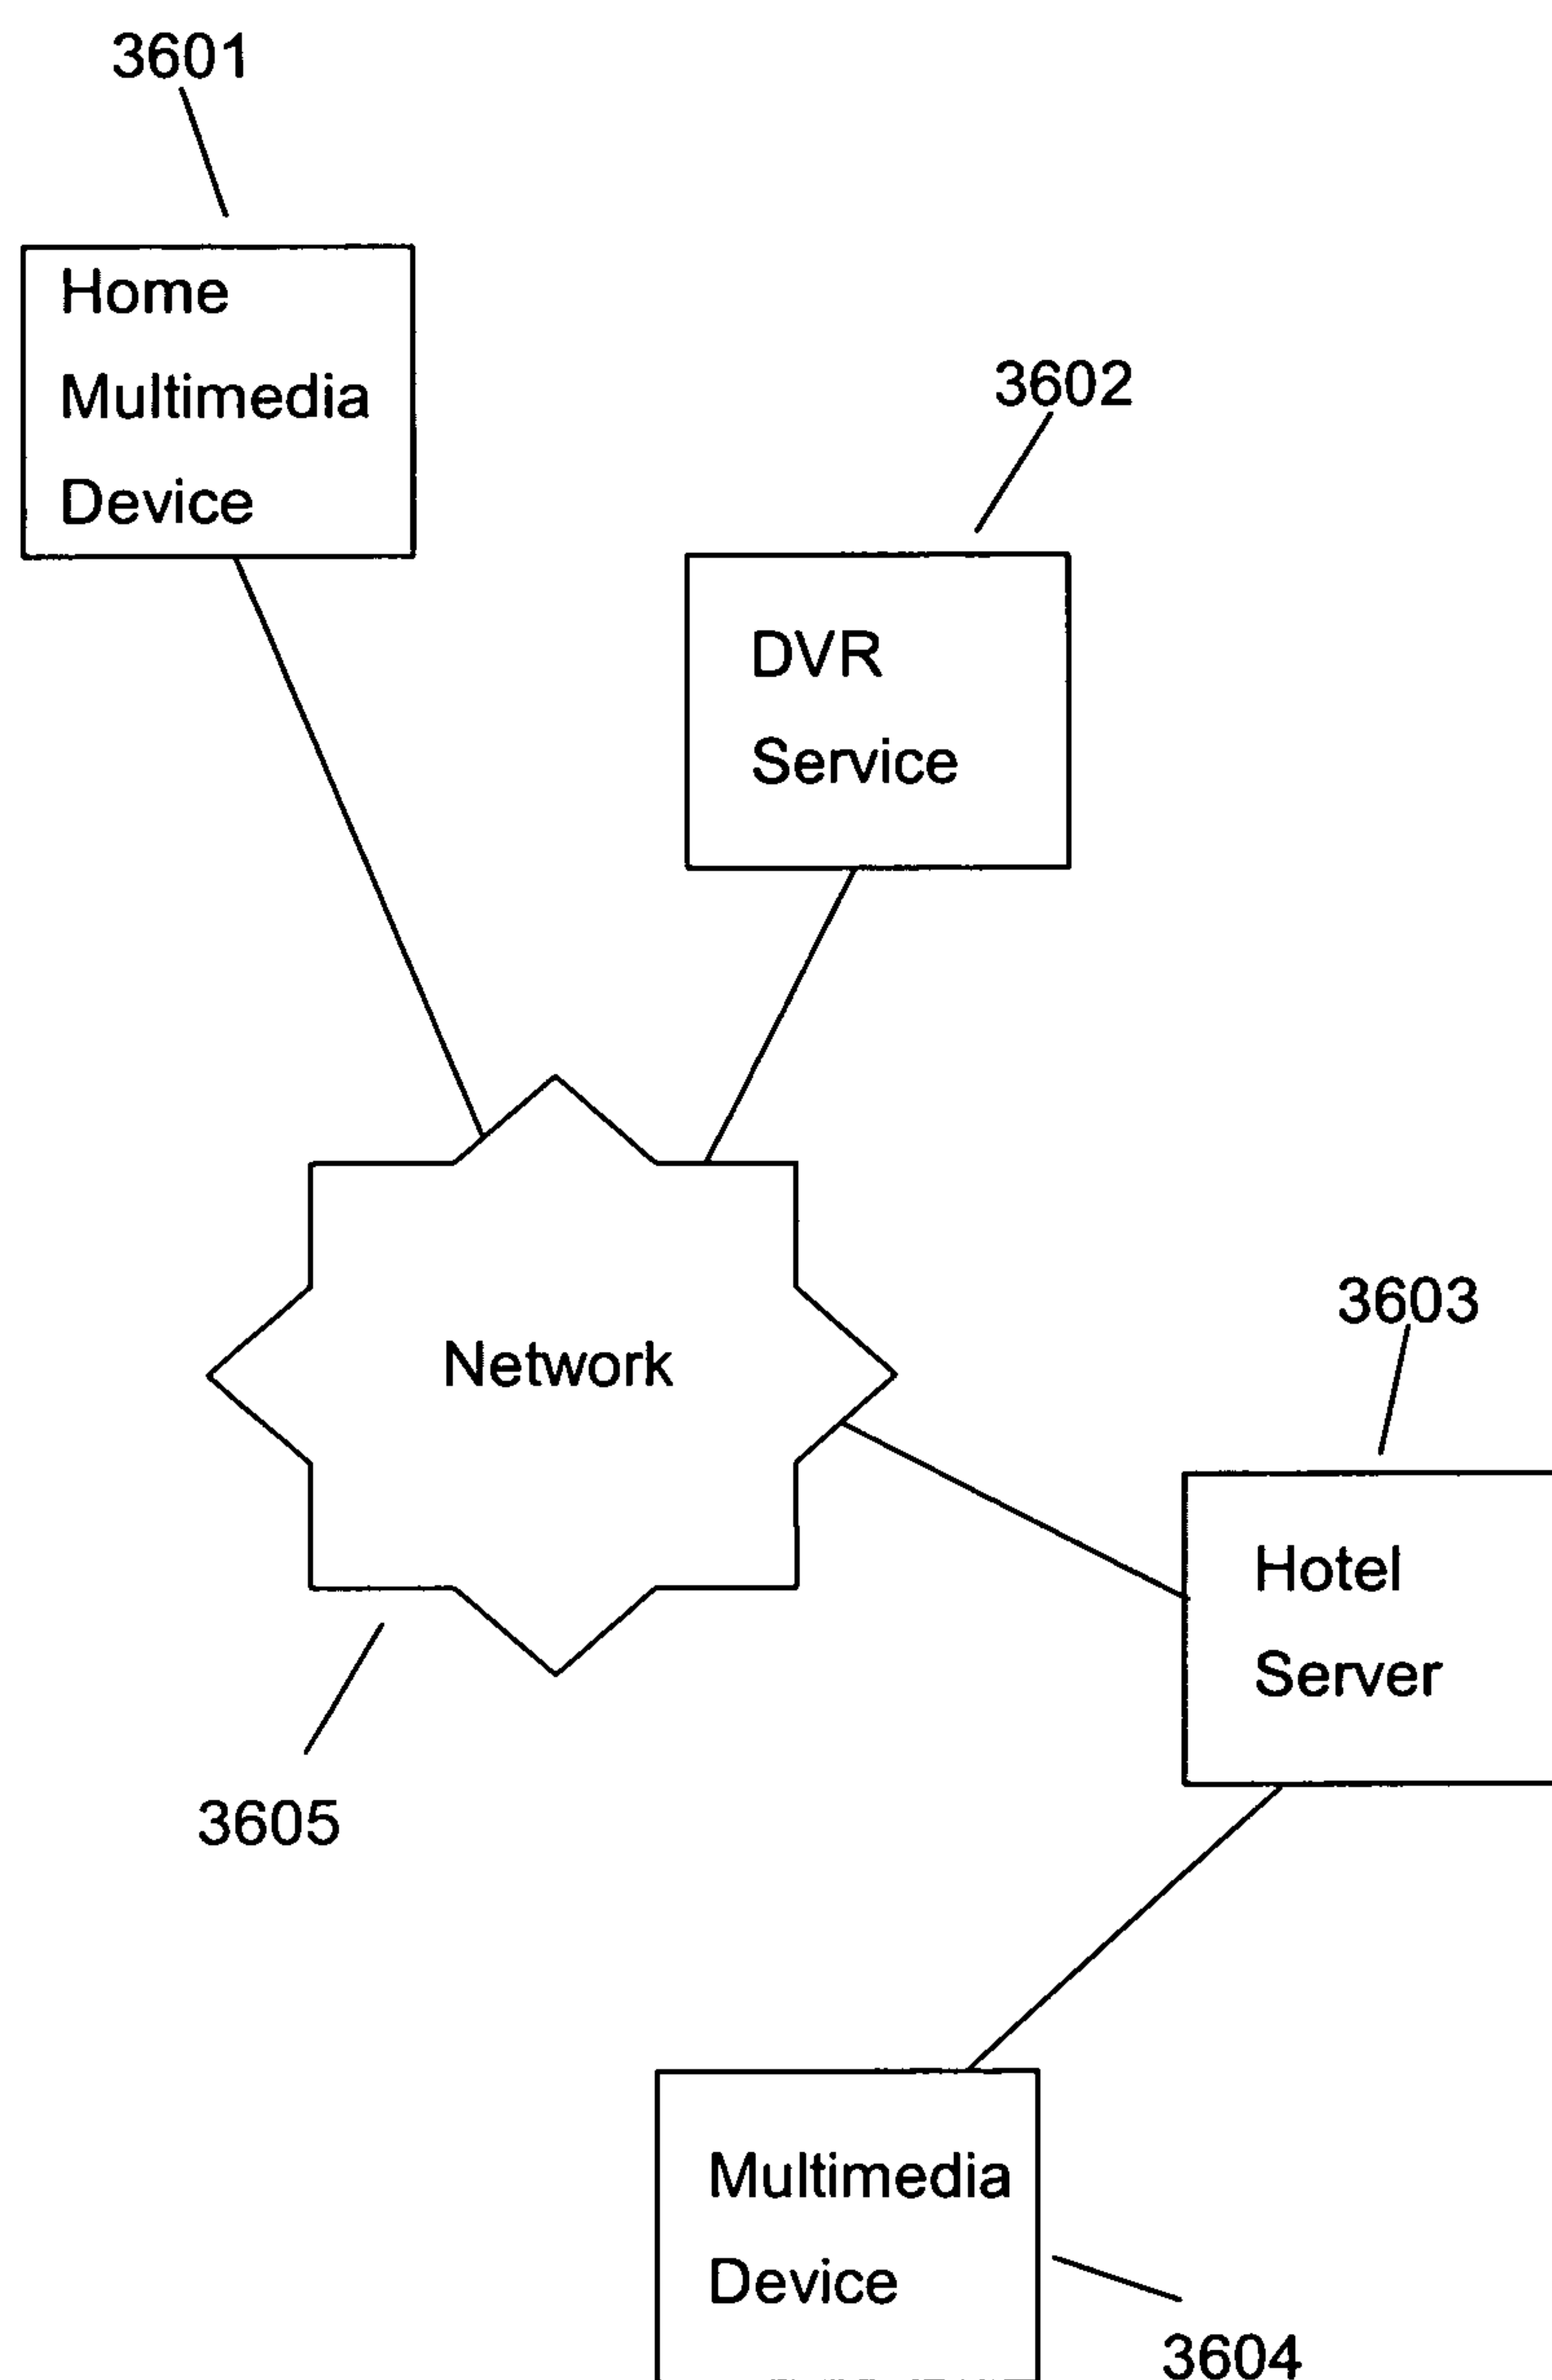 3601
Home
Multimedia
Device
3602
DVR
Service
Network
3603
Hotel
Server
3605
Multimedia
Device
3604